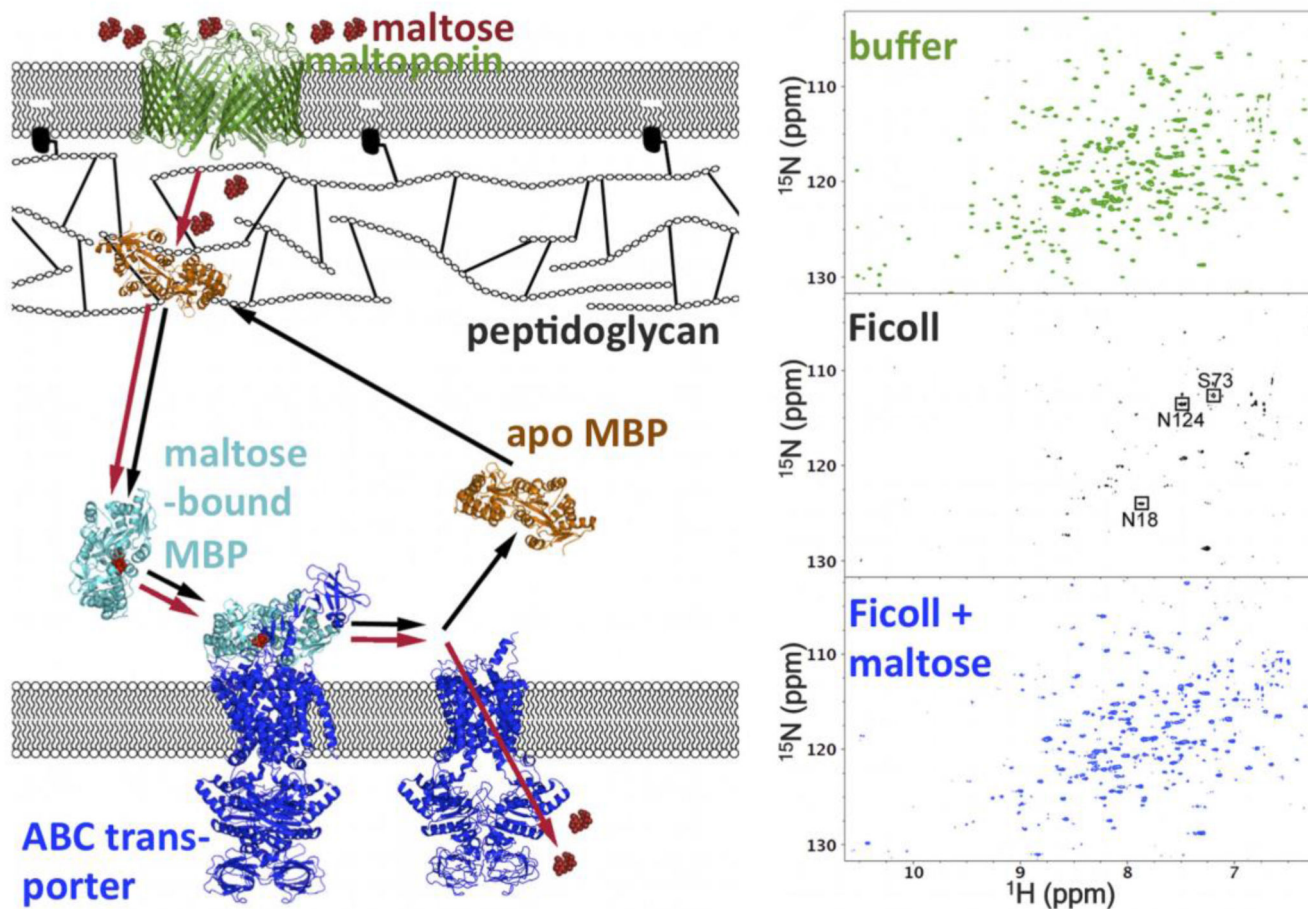 maltose
maltoporin
peptidoglycan
apo MBP
maltose
-bound
MBP
ABC trans-
porter
buffer
110
120
130
15N (ppm)
Ficoll
S73
N124
N18
110
120
130
15N (ppm)
Ficoll +
maltose
110
120
130
15N (ppm)
10
9
8
7
1H (ppm)